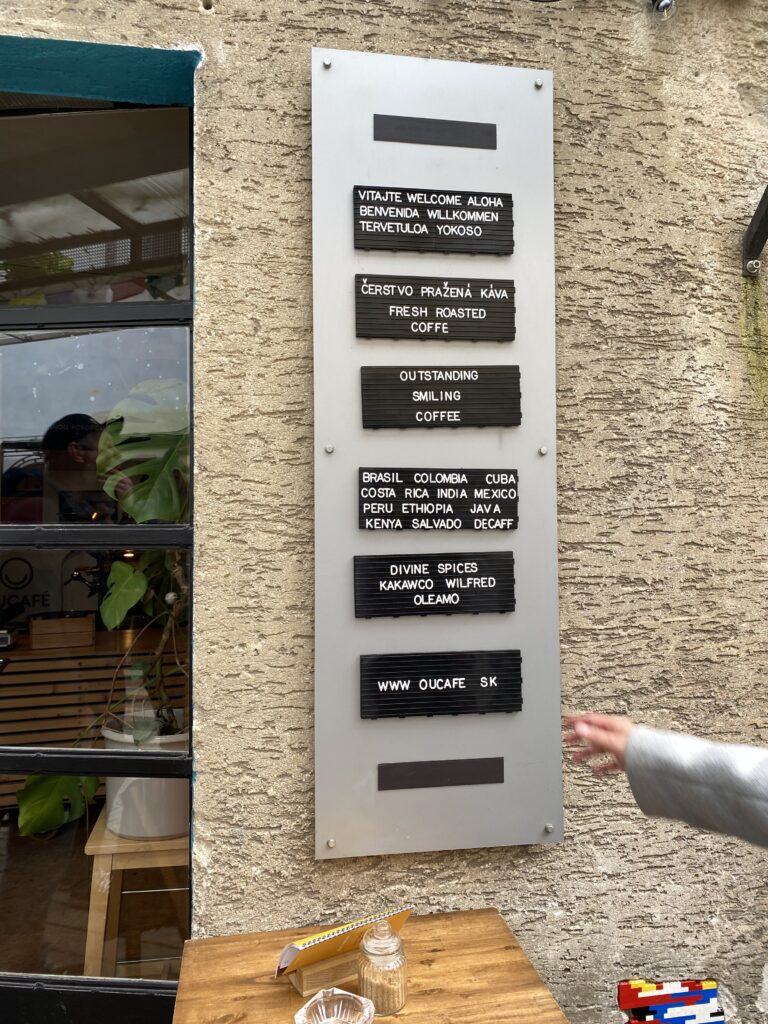 VITAJTE WELCOME ALOHA
BENVENIDA WILLKOMMEN
TERVETULOA YOKOSO
ČERSTVO PRAŽENÁ KÁVA
FRESH ROASTED
COFFE
OUTSTANDING
SMILING
COFFEE
BRASIL COLOMBIA CUBA
COSTA RICA INDIA MEXICO
PERU ETHIOPIA JAVA
KENYA SALVADO DECAFF
DIVINE SPICES
KAKAWCO WILFRED
OLEAMO
WWW OUCAFE SK
OUCAFÉ